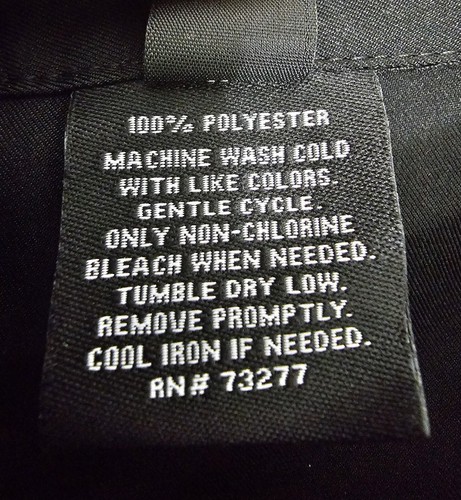 100% POLYESTER
MACHINE WASH COLD
WITH LIKE COLORS.
GENTLE CYCLE.
ONLY NON-CHLORINE
BLEACH WHEN NEEDED.
TUMBLE DRY LOW.
REMOVE PROMPTLY.
COOL IRON IF NEEDED.
RN# 73277